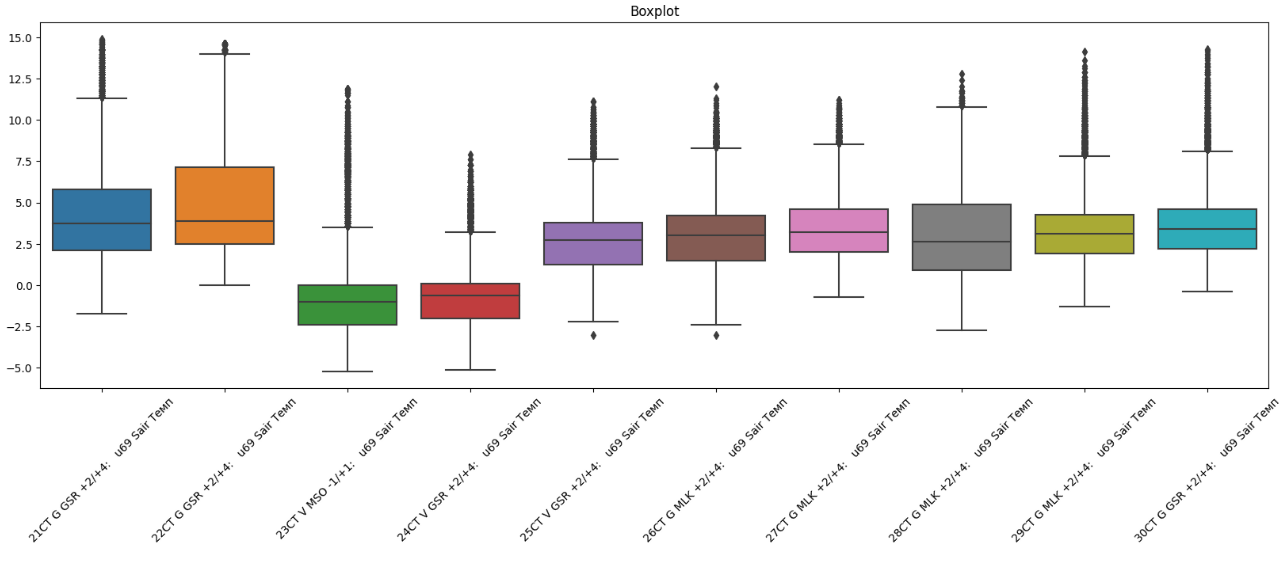 Boxplot
15.0
12.5
10.0
7.5
5.0
2.5
0.0
−2.5
−5.0
21CT G GSR +2/+4: u69 Sair Темп
22CT G GSR +2/+4: u69 Sair Темп
23CT V MSO -1/+1: u69 Sair Темп
24CT V GSR +2/+4: u69 Sair Темп
25CT V GSR +2/+4: u69 Sair Темп
26CT G MLK +2/+4: u69 Sair Темп
27CT G MLK +2/+4: u69 Sair Темп
28CT G MLK +2/+4: u69 Sair Темп
29CT G MLK +2/+4: u69 Sair Темп
30CT G GSR +2/+4: u69 Sair Темп